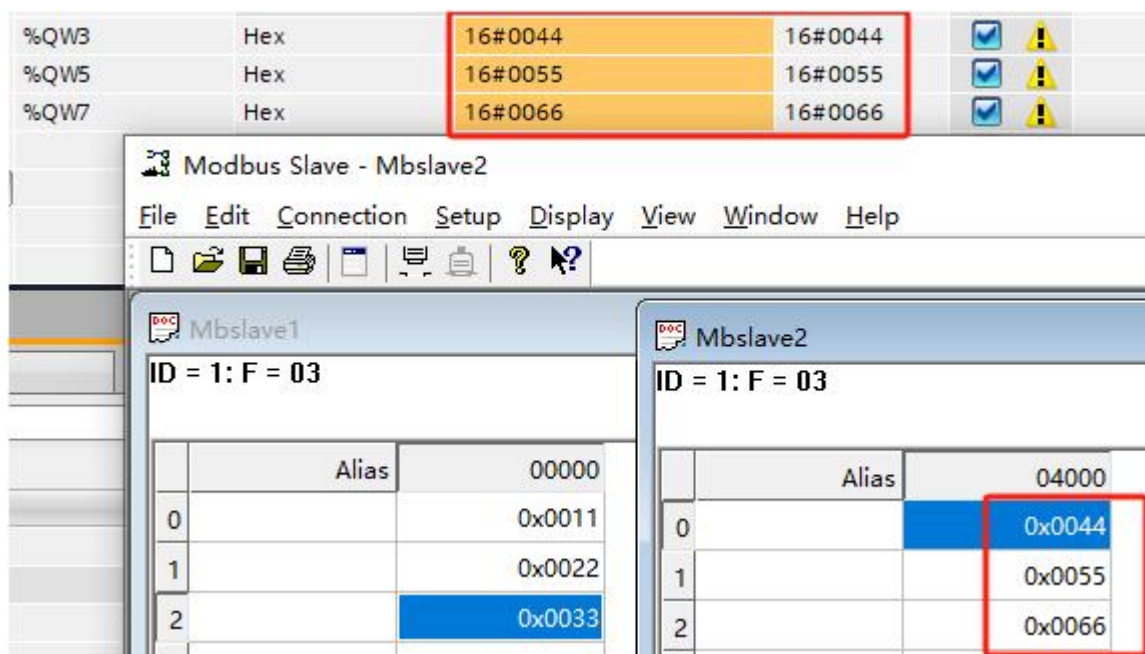 %QW3 Hex 16#0044 16#0044
%QW5 Hex 16#0055 16#0055
%QW7 Hex 16#0066 16#0066
Modbus Slave - Mbslave2
File Edit Connection Setup Display View Window Help
Mbslave1
ID = 1: F = 03
Alias 00000
0 0x0011
1 0x0022
2 0x0033
Mbslave2
ID = 1: F = 03
Alias 04000
0 0x0044
1 0x0055
2 0x0066